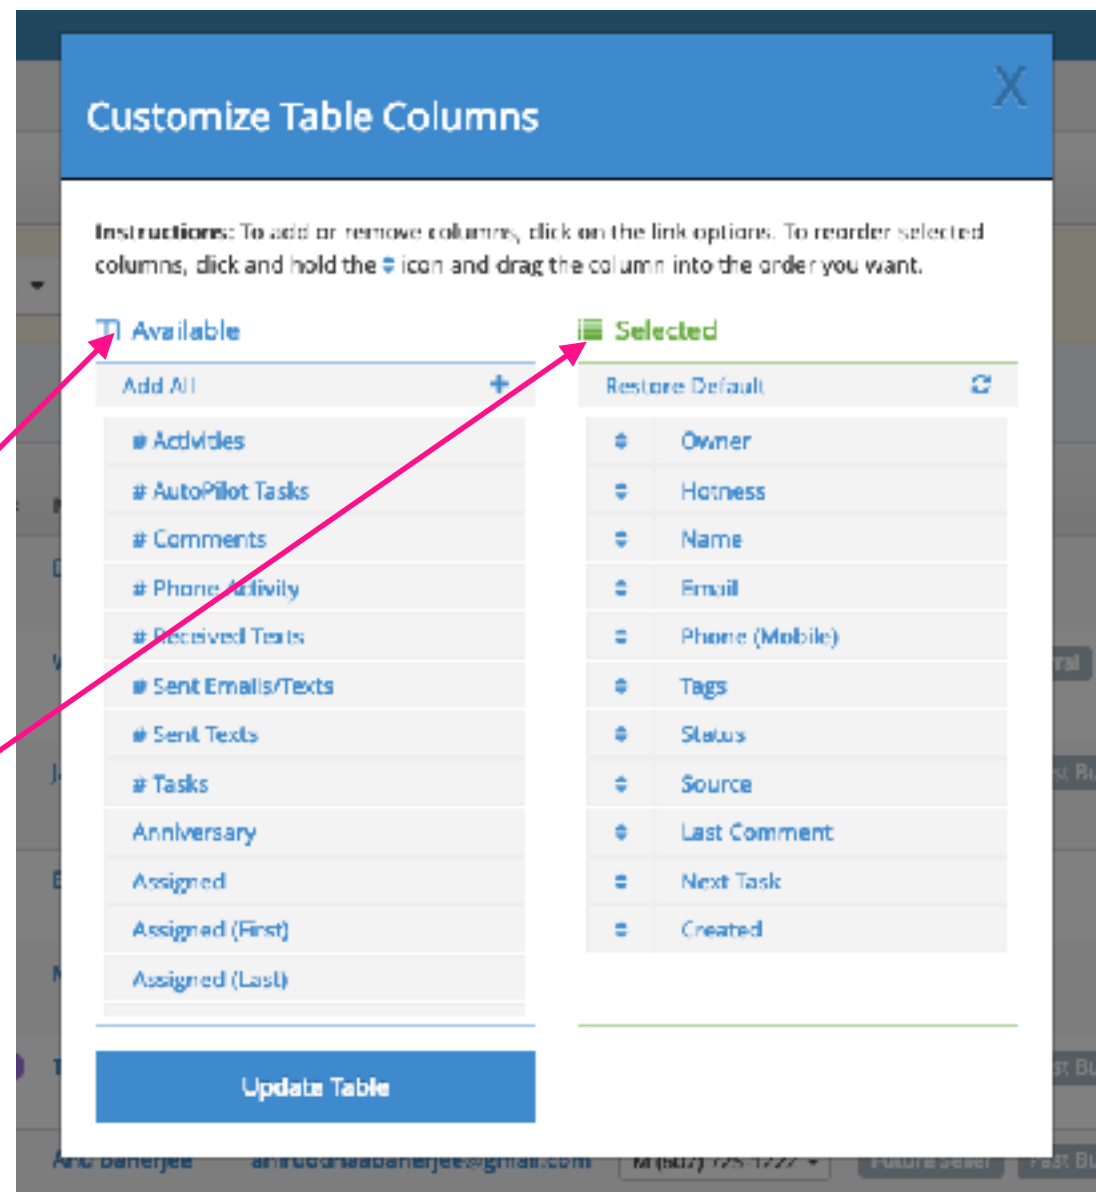 X
Customize Table Columns
Instructions: To add or remove columns, click on the link options. To reorder selected
columns, click and hold the icon and drag the column into the order you want.
Available
Add All +
# Activities
# AutoPilot Tasks
# Comments
# Phone Activity
# Received Texts
# Sent Emails/Texts
# Sent Texts
# Tasks
Anniversary
Assigned
Assigned (First)
Assigned (Last)
Update Table
Selected
Restore Default
Owner
Hotness
Name
Email
Phone (Mobile)
Tags
Status
Source
Last Comment
Next Task
Created
Banerjee
Future Seller